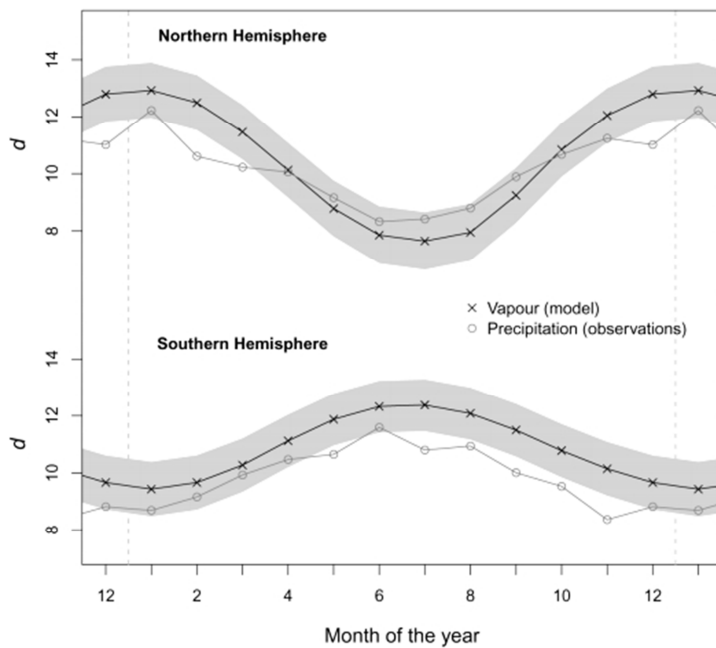 Northern Hemisphere
14
12
10
8
d
Vapour (model)
Precipitation (observations)
Southern Hemisphere
14
12
10
8
d
12 2 4 6 8 10 12
Month of the year